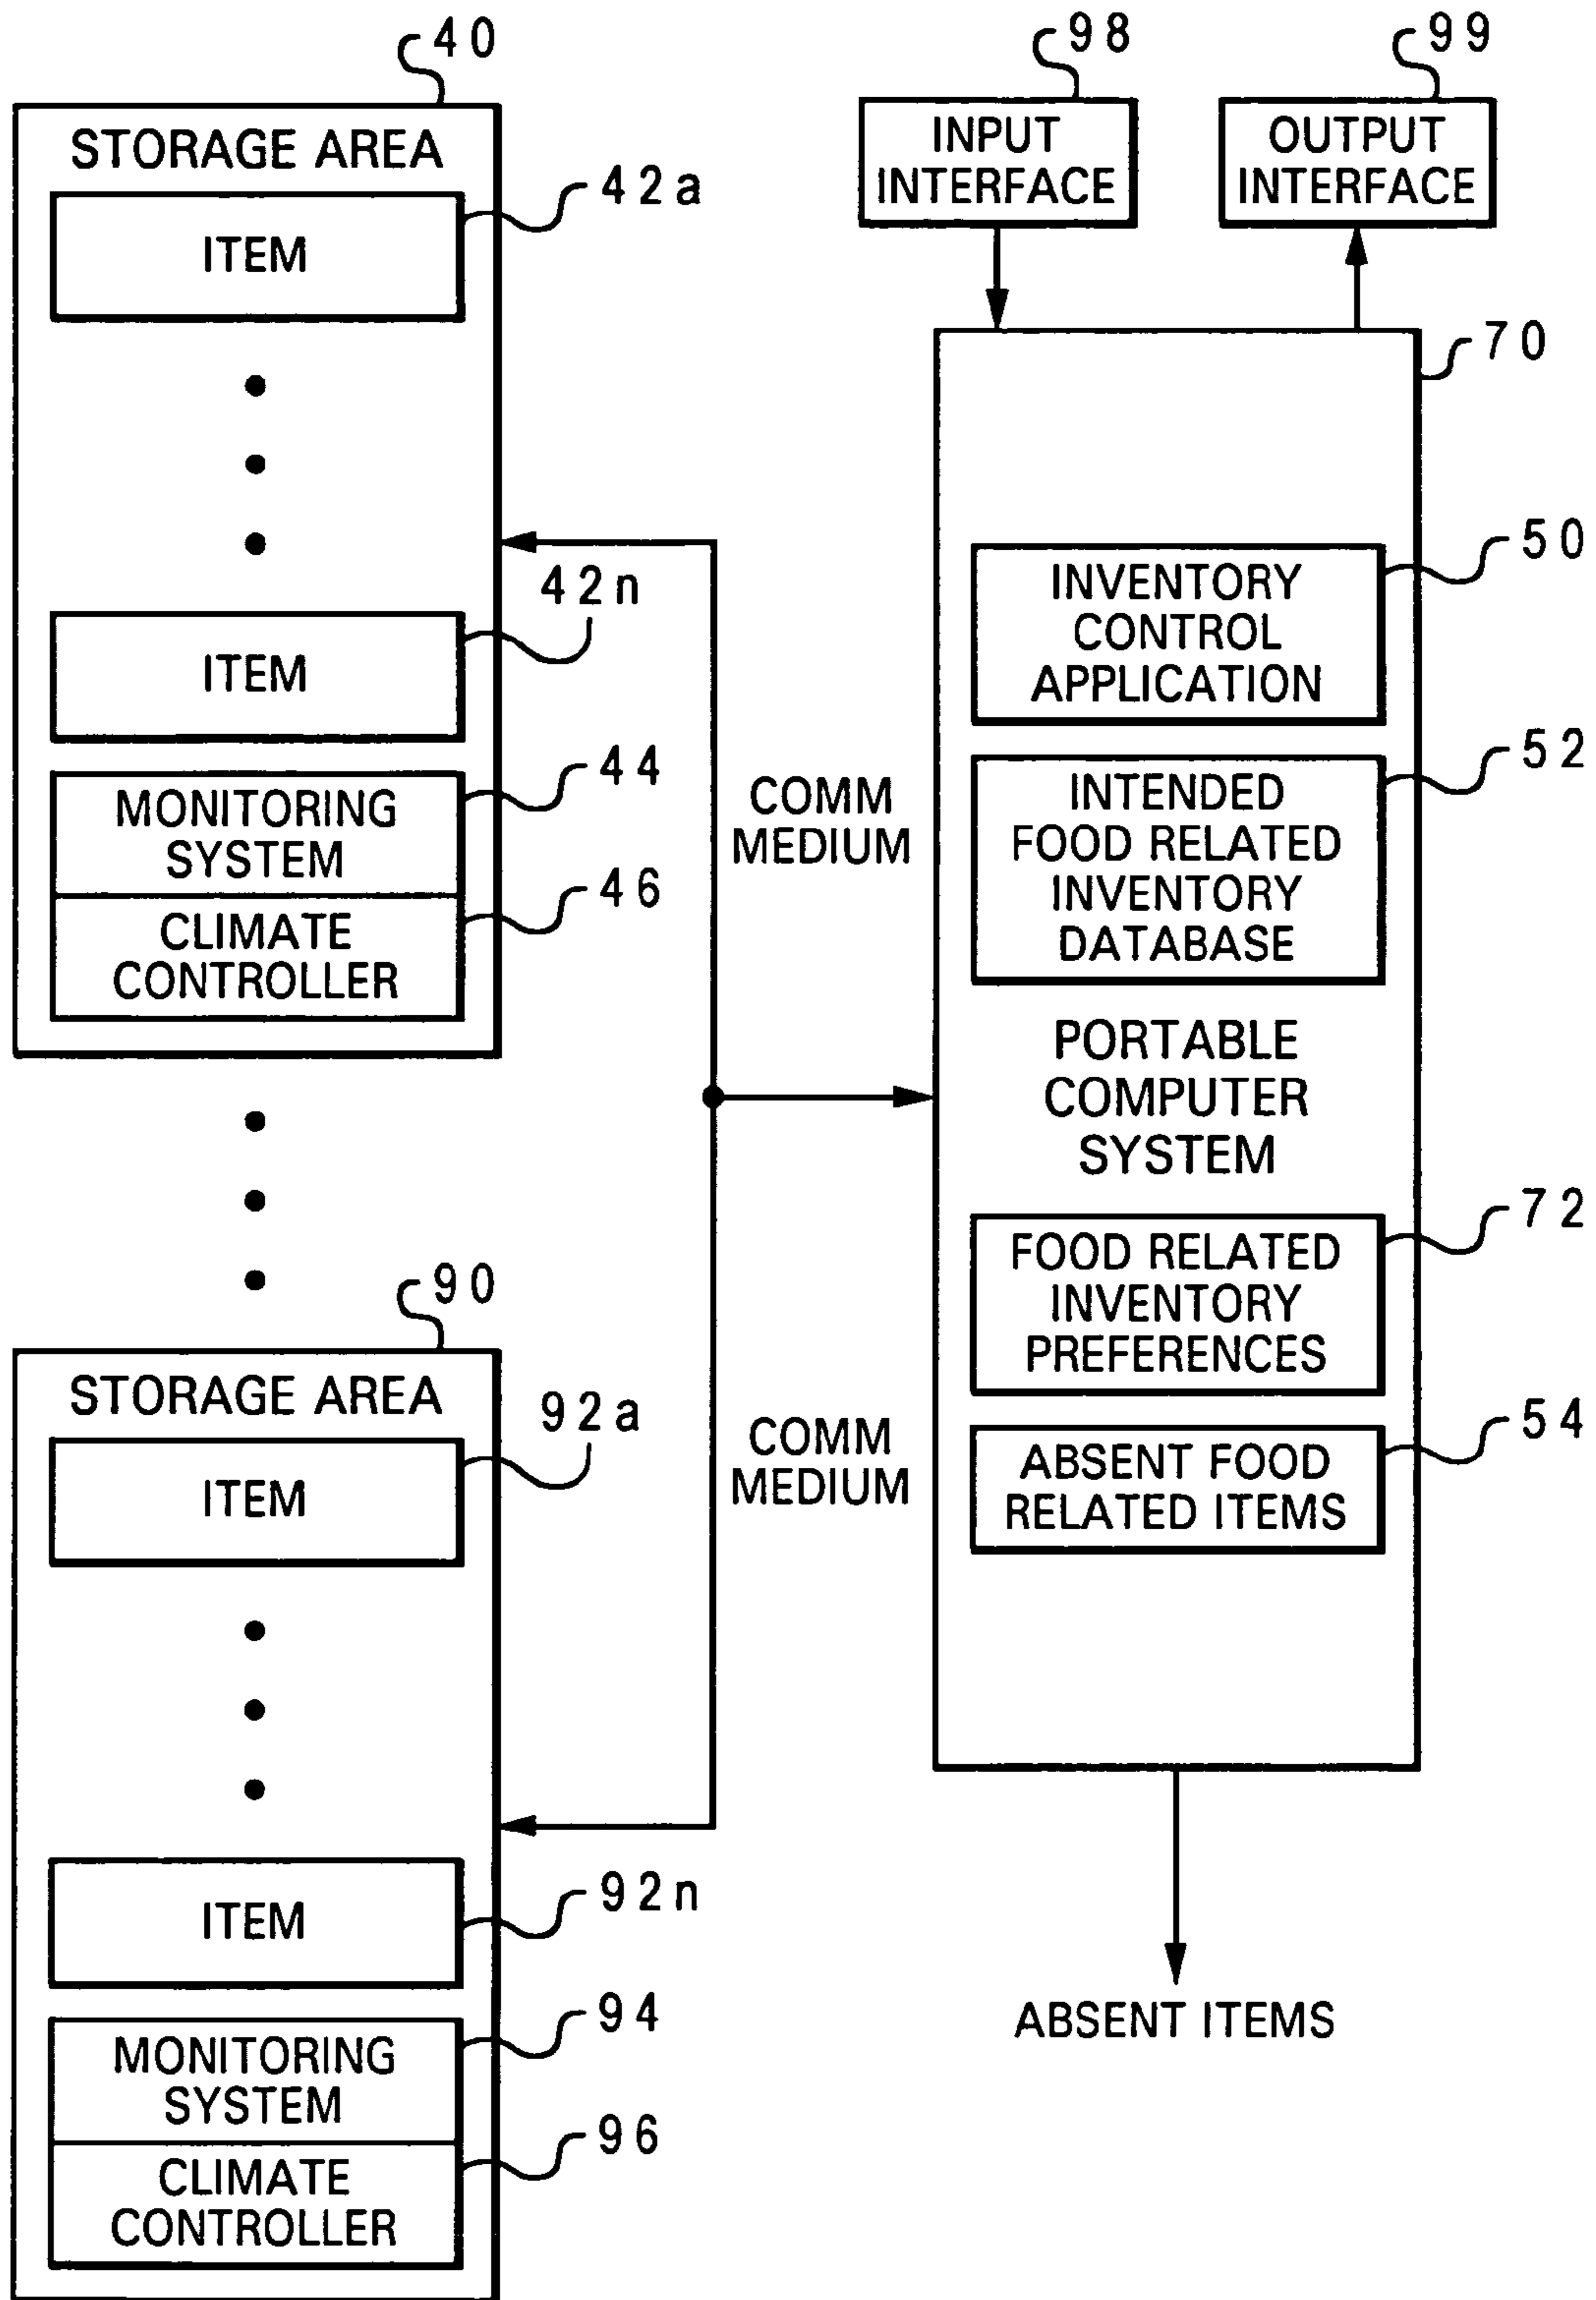 40
STORAGE AREA
42a
ITEM
42n
ITEM
44
MONITORING
SYSTEM
46
CLIMATE
CONTROLLER
90
STORAGE AREA
92a
ITEM
92n
ITEM
94
MONITORING
SYSTEM
96
CLIMATE
CONTROLLER
COMM
MEDIUM
COMM
MEDIUM
98
INPUT
INTERFACE
99
OUTPUT
INTERFACE
70
50
INVENTORY
CONTROL
APPLICATION
52
INTENDED
FOOD RELATED
INVENTORY
DATABASE
PORTABLE
COMPUTER
SYSTEM
72
FOOD RELATED
INVENTORY
PREFERENCES
54
ABSENT FOOD
RELATED ITEMS
ABSENT ITEMS